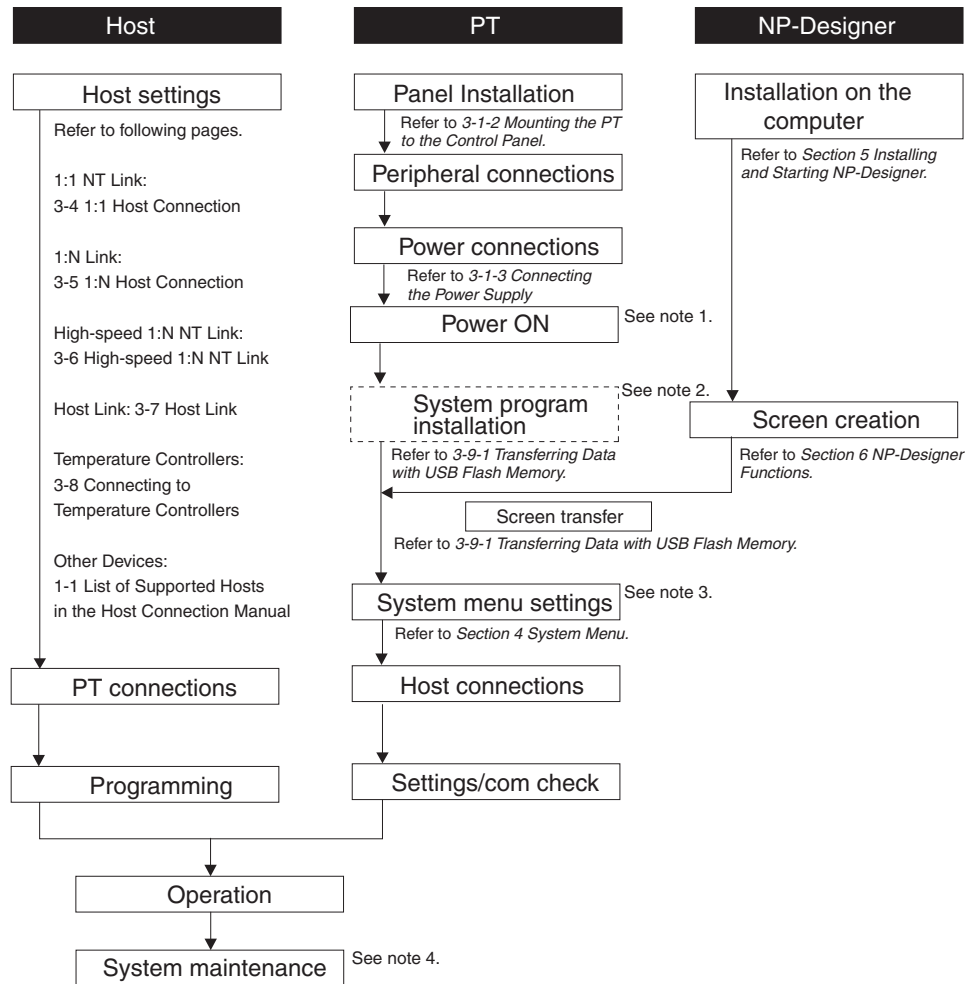 Host
PT
NP-Designer
Host settings
Refer to following pages.
1:1 NT Link:
3-4 1:1 Host Connection
1:N Link:
3-5 1:N Host Connection
High-speed 1:N NT Link:
3-6 High-speed 1:N NT Link
Host Link: 3-7 Host Link
Temperature Controllers:
3-8 Connecting to
Temperature Controllers
Other Devices:
1-1 List of Supported Hosts
in the Host Connection Manual
PT connections
Programming
Panel Installation
Refer to 3-1-2 Mounting the PT
to the Control Panel.
Peripheral connections
Power connections
Refer to 3-1-3 Connecting
the Power Supply
Power ON
See note 1.
System program
installation
See note 2.
Refer to 3-9-1 Transferring Data
with USB Flash Memory.
Installation on the
computer
Refer to Section 5 Installing
and Starting NP-Designer.
Screen creation
Refer to Section 6 NP-Designer
Functions.
Screen transfer
Refer to 3-9-1 Transferring Data with USB Flash Memory.
System menu settings
See note 3.
Refer to Section 4 System Menu.
Host connections
Settings/com check
Operation
System maintenance
See note 4.